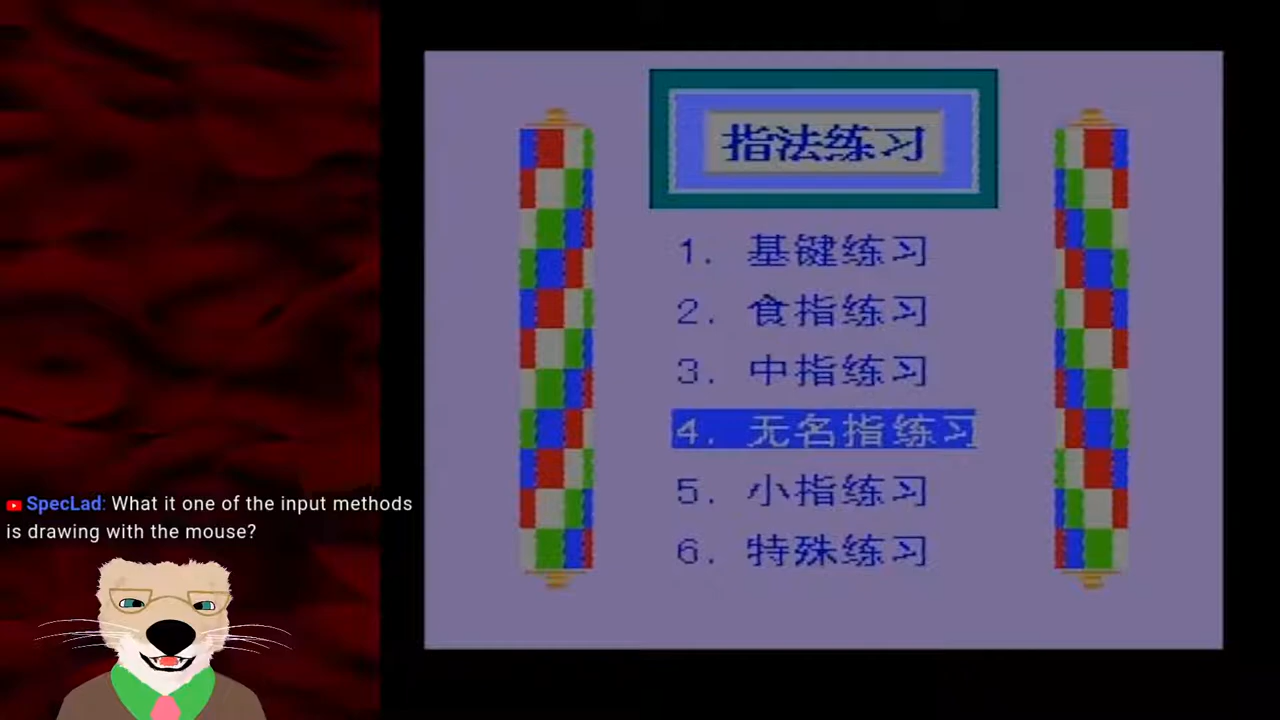 指法练习
1. 基键练习
2. 食指练习
3. 中指练习
4. 无名指练习
5. 小指练习
6. 特殊练习
SpecLad: What it one of the input methods
is drawing with the mouse?